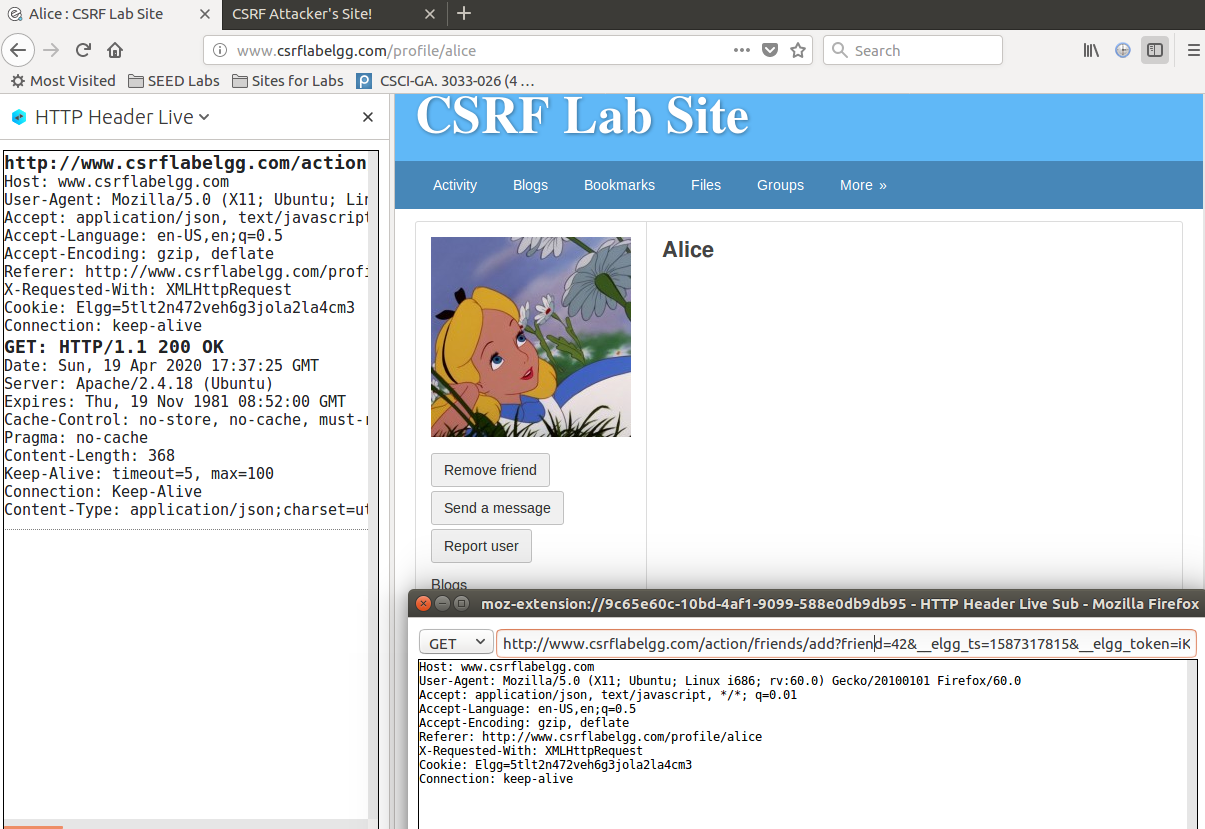 Alice : CSRF Lab Site
CSRF Attacker's Site!
www.csrflabelgg.com/profile/alice
Search
Most Visited SEED Labs Sites for Labs CSCI-GA. 3033-026 (4 …
HTTP Header Live
http://www.csrflabelgg.com/action
Host: www.csrflabelgg.com
User-Agent: Mozilla/5.0 (X11; Ubuntu; Lin
Accept: application/json, text/javascript
Accept-Language: en-US,en;q=0.5
Accept-Encoding: gzip, deflate
Referer: http://www.csrflabelgg.com/profi
X-Requested-With: XMLHttpRequest
Cookie: Elgg=5tlt2n472veh6g3jola2la4cm3
Connection: keep-alive
GET: HTTP/1.1 200 OK
Date: Sun, 19 Apr 2020 17:37:25 GMT
Server: Apache/2.4.18 (Ubuntu)
Expires: Thu, 19 Nov 1981 08:52:00 GMT
Cache-Control: no-store, no-cache, must-r
Pragma: no-cache
Content-Length: 368
Keep-Alive: timeout=5, max=100
Connection: Keep-Alive
Content-Type: application/json;charset=ut
CSRF Lab Site
Activity Blogs Bookmarks Files Groups More »
Alice
Remove friend
Send a message
Report user
Blogs
moz-extension://9c65e60c-10bd-4af1-9099-588e0db9db95 - HTTP Header Live Sub - Mozilla Firefox
GET http://www.csrflabelgg.com/action/friends/add?friend=42&__elgg_ts=1587317815&__elgg_token=iK
Host: www.csrflabelgg.com
User-Agent: Mozilla/5.0 (X11; Ubuntu; Linux i686; rv:60.0) Gecko/20100101 Firefox/60.0
Accept: application/json, text/javascript, */*; q=0.01
Accept-Language: en-US,en;q=0.5
Accept-Encoding: gzip, deflate
Referer: http://www.csrflabelgg.com/profile/alice
X-Requested-With: XMLHttpRequest
Cookie: Elgg=5tlt2n472veh6g3jola2la4cm3
Connection: keep-alive